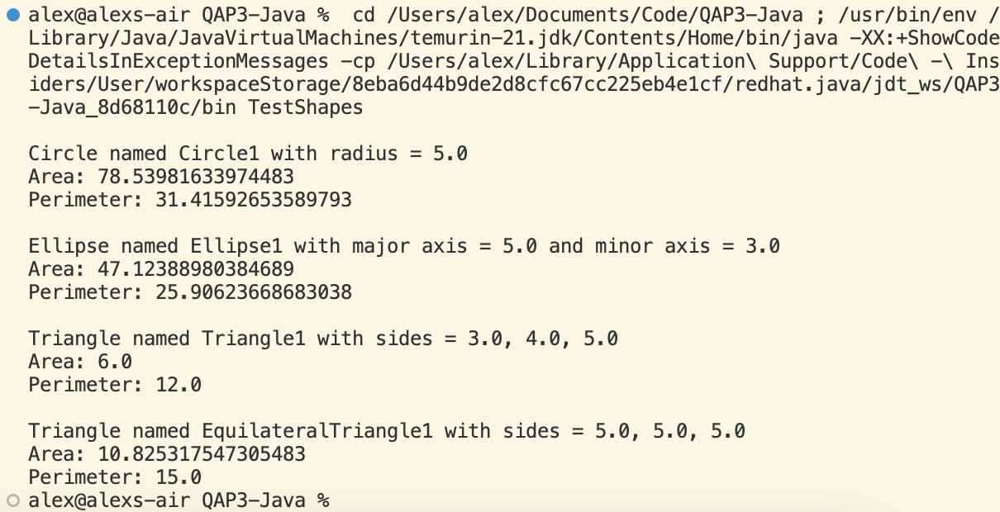 alex@alexs-air QAP3-Java %  cd /Users/alex/Documents/Code/QAP3-Java ; /usr/bin/env /
Library/Java/JavaVirtualMachines/temurin-21.jdk/Contents/Home/bin/java -XX:+ShowCode
DetailsInExceptionMessages -cp /Users/alex/Library/Application\ Support/Code\ -\ Ins
iders/User/workspaceStorage/8eba6d44b9de2d8cfc67cc225eb4e1cf/redhat.java/jdt_ws/QAP3
-Java_8d68110c/bin TestShapes
Circle named Circle1 with radius = 5.0
Area: 78.53981633974483
Perimeter: 31.41592653589793
Ellipse named Ellipse1 with major axis = 5.0 and minor axis = 3.0
Area: 47.12388980384689
Perimeter: 25.90623668683038
Triangle named Triangle1 with sides = 3.0, 4.0, 5.0
Area: 6.0
Perimeter: 12.0
Triangle named EquilateralTriangle1 with sides = 5.0, 5.0, 5.0
Area: 10.825317547305483
Perimeter: 15.0
alex@alexs-air QAP3-Java %